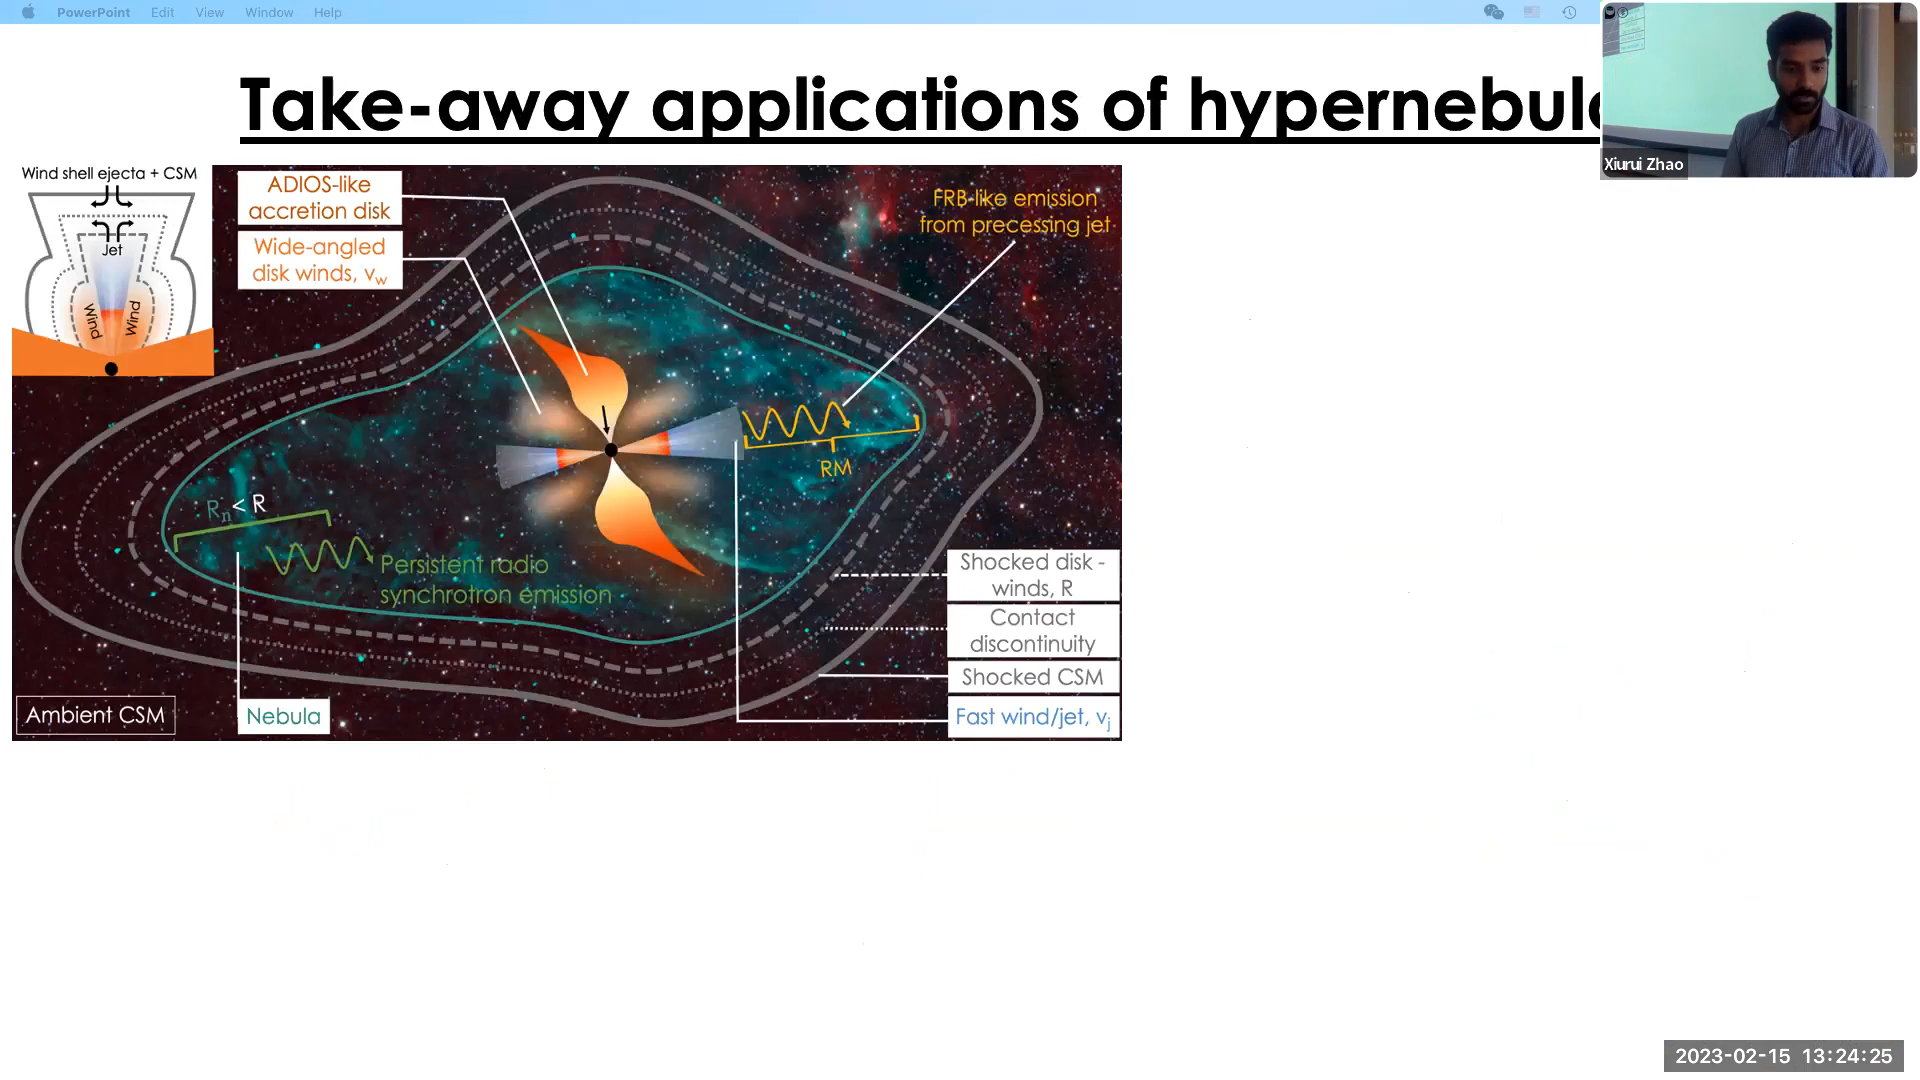 PowerPoint Edit View Window Help
Take-away applications of hypernebula
Xiurui Zhao
Wind shell ejecta + CSM
Jet
Wind
Wind
ADIOS-like
accretion disk
Wide-angled
disk winds, vw
FRB-like emission
from precessing jet
RM
Rn < R
Persistent radio
synchrotron emission
Shocked disk -
winds, R
Contact
discontinuity
Shocked CSM
Fast wind/jet, vj
Ambient CSM
Nebula
2023-02-15 13:24:25